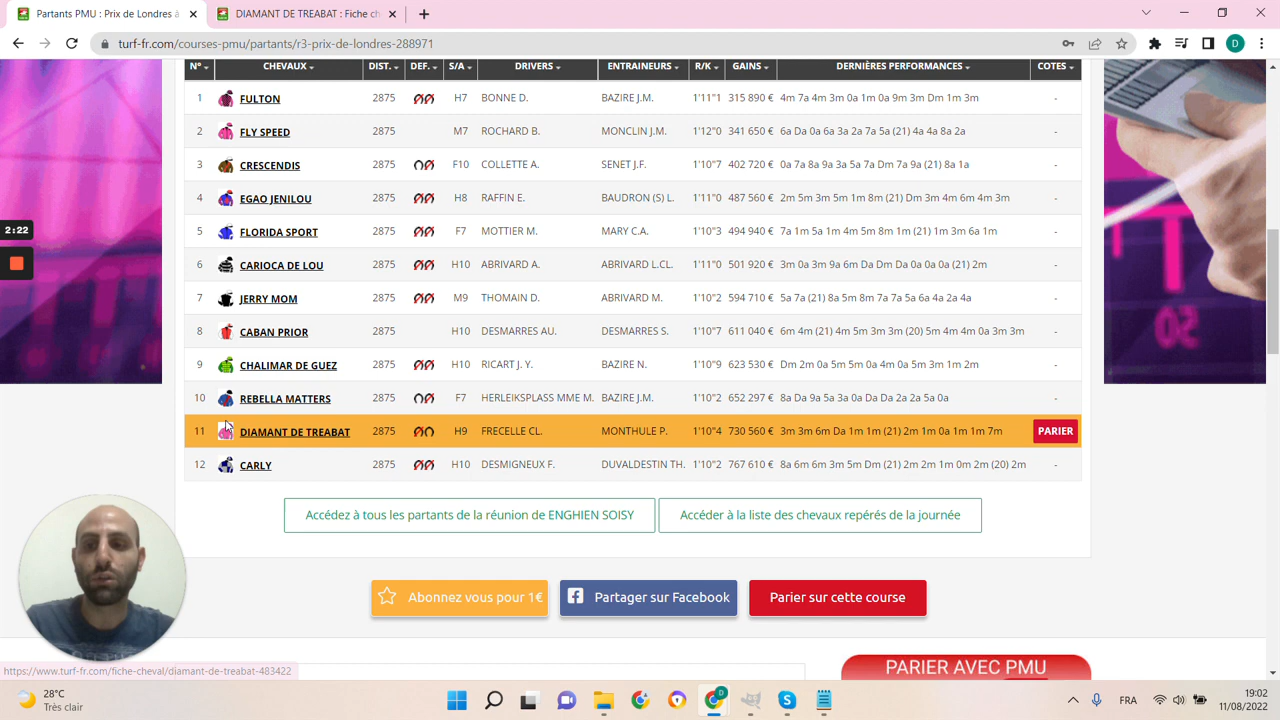 Partants PMU : Prix de Londres à
DIAMANT DE TREABAT : Fiche ch
turf-fr.com/courses-pmu/partants/r3-prix-de-londres-288971
D
N° CHEVAUX DIST. DEF. S/A DRIVERS ENTRAINEURS R/K GAINS DERNIÈRES PERFORMANCES COTES
1 FULTON 2875 H7 BONNE D. BAZIRE J.M. 1'11"1 315 890 € 4m 7a 4m 3m 0a 1m 0a 9m 3m Dm 1m 3m -
2 FLY SPEED 2875 M7 ROCHARD B. MONCLIN J.M. 1'12"0 341 650 € 6a Da 0a 6a 3a 2a 7a 5a (21) 4a 4a 8a 2a -
3 CRESCENDIS 2875 F10 COLLETTE A. SENET J.F. 1'10"7 402 720 € 0a 7a 8a 9a 3a 5a 7a Dm 7a 9a (21) 8a 1a -
4 EGAO JENILOU 2875 H8 RAFFIN E. BAUDRON (S) L. 1'11"0 487 560 € 2m 5m 3m 5m 1m 8m (21) Dm 3m 4m 6m 4m 3m -
5 FLORIDA SPORT 2875 F7 MOTTIER M. MARY C.A. 1'10"3 494 940 € 7a 1m 5a 1m 4m 5m 8m 1m (21) 1m 3m 6a 1m -
6 CARIOCA DE LOU 2875 H10 ABRIVARD A. ABRIVARD L.CL. 1'11"0 501 920 € 3m 0a 3m 9a 6m Da Dm Da 0a 0a 0a (21) 2m -
7 JERRY MOM 2875 M9 THOMAIN D. ABRIVARD M. 1'10"2 594 710 € 5a 7a (21) 8a 5m 8m 7a 7a 5a 6a 4a 2a 4a -
8 CABAN PRIOR 2875 H10 DESMARRES AU. DESMARRES S. 1'10"7 611 040 € 6m 4m (21) 4m 5m 3m 3m (20) 5m 4m 4m 0a 3m 3m -
9 CHALIMAR DE GUEZ 2875 H10 RICART J. Y. BAZIRE N. 1'10"9 623 530 € Dm 2m 0a 5m 5m 0a 4m 0a 5m 3m 1m 2m -
10 REBELLA MATTERS 2875 F7 HERLEIKSPLASS MME M. BAZIRE J.M. 1'10"2 652 297 € 8a Da 9a 5a 3a 0a Da Da 2a 2a 5a 0a -
11 DIAMANT DE TREABAT 2875 H9 FRECELLE CL. MONTHULE P. 1'10"4 730 560 € 3m 3m 6m Da 1m 1m (21) 2m 1m 0a 1m 1m 7m PARIER
12 CARLY 2875 H10 DESMIGNEUX F. DUVALDESTIN TH. 1'10"2 767 610 € 8a 6m 6m 3m 5m Dm (21) 2m 2m 1m 0m 2m (20) 2m -
2:22
Accédez à tous les partants de la réunion de ENGHIEN SOISY
Accéder à la liste des chevaux repérés de la journée
Abonnez vous pour 1€
Partager sur Facebook
Parier sur cette course
PARIER AVEC PMU
https://www.turf-fr.com/fiche-cheval/diamant-de-treabat-483422
28°C
Très clair
D
FRA
19:02
11/08/2022